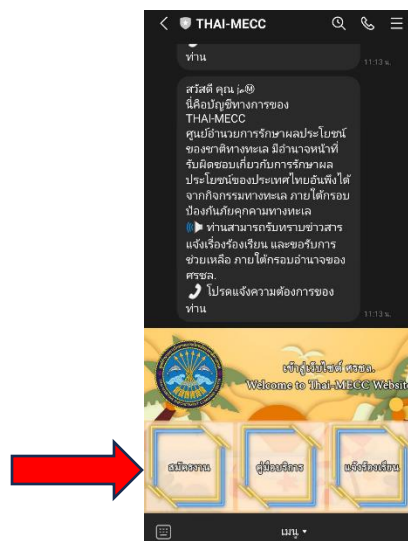 THAI-MECC
ท่าน
11:13 น.
สวัสดี คุณ
นี่คือบัญชีทางการของ
THAI-MECC
ศูนย์อำนวยการรักษาผลประโยชน์
ของชาติทางทะเล มีอำนาจหน้าที่
รับผิดชอบเกี่ยวกับการรักษาผล
ประโยชน์ของประเทศไทยอันพึงได้
จากกิจกรรมทางทะเล ภายใต้กรอบ
ป้องกันภัยคุกคามทางทะเล
ท่านสามารถรับทราบข่าวสาร
แจ้งเรื่องร้องเรียน และขอรับการ
ช่วยเหลือ ภายใต้กรอบอำนาจของ
ศรชล.
โปรดแจ้งความต้องการของ
ท่าน
11:13 น.
เข้าสู่เว็บไซต์ ศรชล.
Welcome to Thai-MECC Website
สมัครงาน
คู่มือบริการ
แจ้งร้องเรียน
เมนู